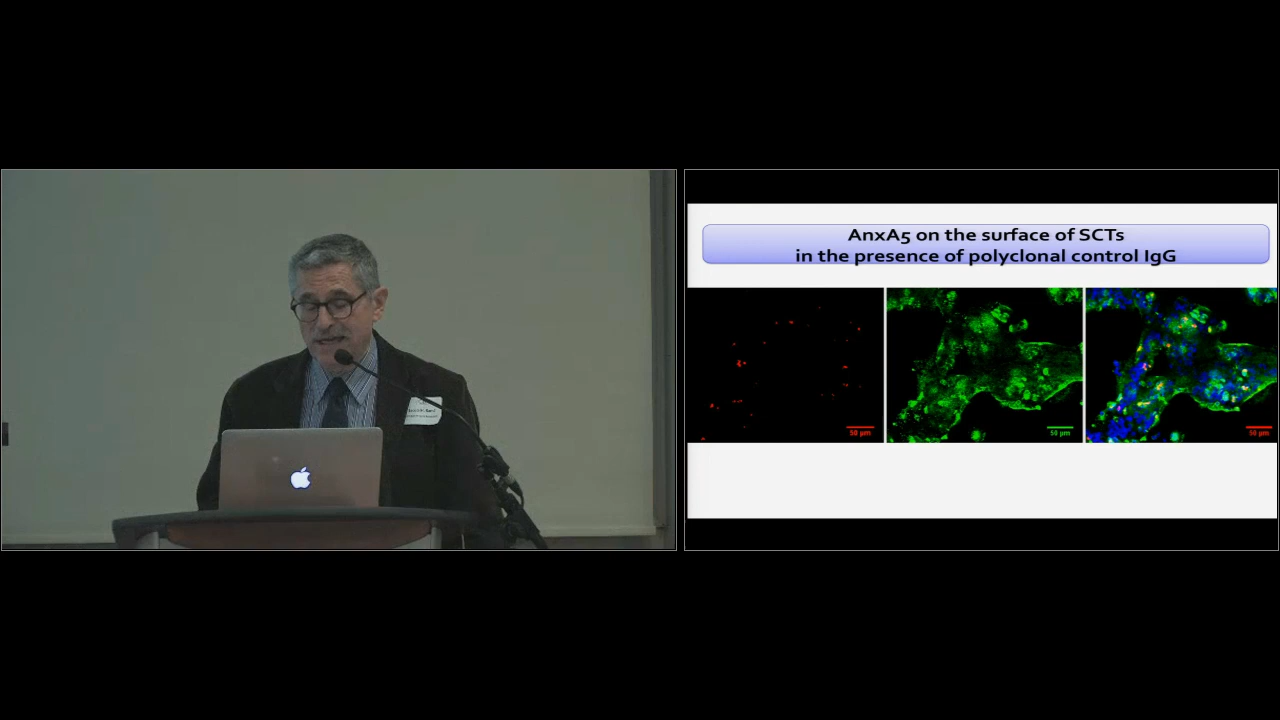 AnxA5 on the surface of SCTs
in the presence of polyclonal control IgG
50 µm
50 µm
50 µm